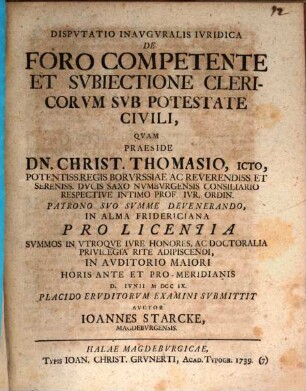 DISPVTATIO INAVGVRALIS IVRIDICA
DE
FORO COMPETENTE
ET SVBIECTIONE CLERI-
CORVM SVB POTESTATE
CIVILI,
QVAM
PRAESIDE
DN. CHRIST. THOMASIO, ICTO,
POTENTISS. REGIS BORVRSSIAE AC REVERENDISS ET
SERENISS. DVCIS SAXO NVMBVRGENSIS CONSILIARIO
RESPECTIVE INTIMO PROF. IVR. ORDIN.
PATRONO SVO SVMME DEVENERANDO,
IN ALMA FRIDERICIANA
PRO LICENTIA
SVMMOS IN VTROQVE IVRE HONORES, AC DOCTORALIA
PRIVILEGIA RITE ADIPISCENDI,
IN AVDITORIO MAIORI
HORIS ANTE ET PRO-MERIDIANIS
D. IVNII M DCC IX.
PLACIDO ERVDITORVM EXAMINI SVBMITTIT
AVCTOR
IOANNES STARCKE,
MAGDEBVRGENSIS.
HALAE MAGDEBVRGICAE,
TYPIS IOAN. CHRIST. GRVNERTI, ACAD. TYPOGR. 1739. (7)